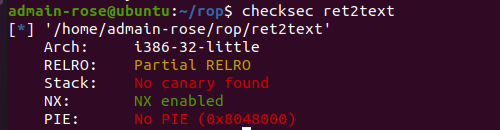 admain-rose@ubuntu:~/rop$ checksec ret2text
[*] '/home/admain-rose/rop/ret2text'
    Arch:     i386-32-little
    RELRO:    Partial RELRO
    Stack:    No canary found
    NX:       NX enabled
    PIE:      No PIE (0x8048000)